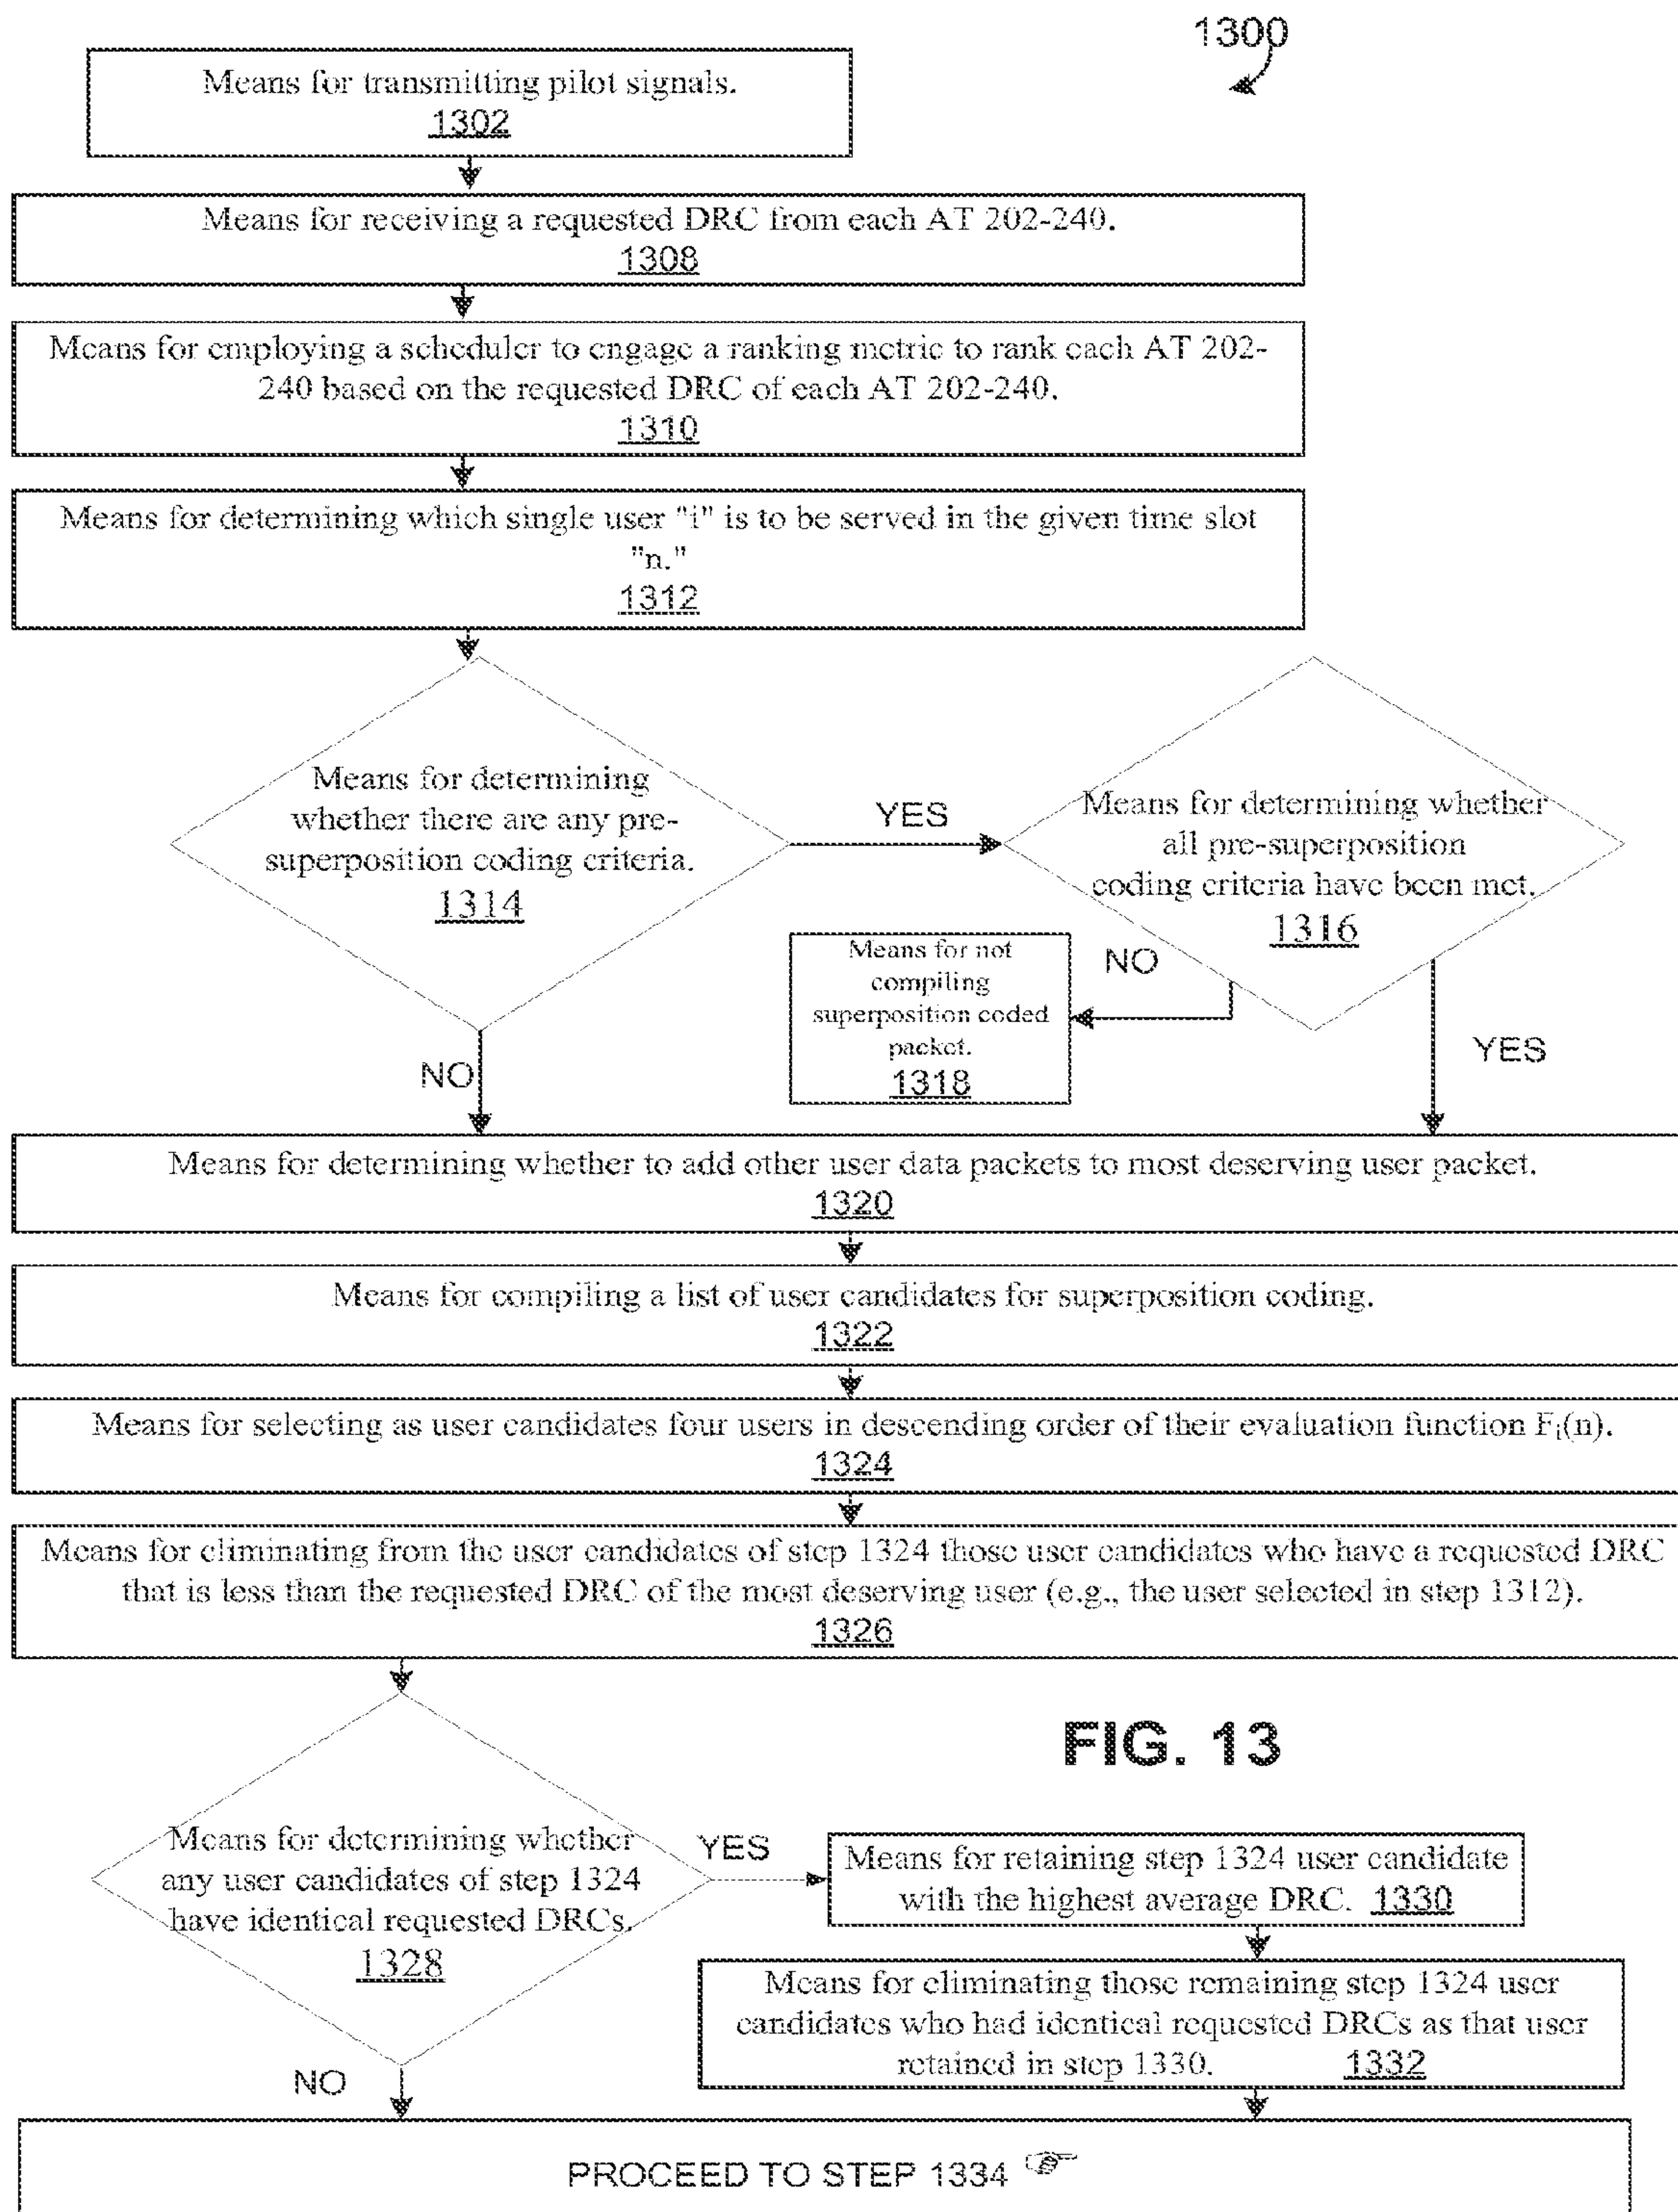 1300
Means for transmitting pilot signals.
1302
Means for receiving a requested DRC from each AT 202-240.
1308
Means for employing a scheduler to engage a ranking metric to rank each AT 202-
240 based on the requested DRC of each AT 202-240.
1310
Means for determining which single user "i" is to be served in the given time slot
"n."
1312
Means for determining
whether there are any pre-
superposition coding criteria.
1314
YES
Means for determining whether
all pre-superposition
coding criteria have been met.
1316
NO
Means for not
compiling
superposition coded
packet.
1318
NO
YES
Means for determining whether to add other user data packets to most deserving user packet.
1320
Means for compiling a list of user candidates for superposition coding.
1322
Means for selecting as user candidates four users in descending order of their evaluation function Fᵢ(n).
1324
Means for eliminating from the user candidates of step 1324 those user candidates who have a requested DRC
that is less than the requested DRC of the most deserving user (e.g., the user selected in step 1312).
1326
FIG. 13
Means for determining whether
any user candidates of step 1324
have identical requested DRCs.
1328
YES
Means for retaining step 1324 user candidate
with the highest average DRC. 1330
Means for eliminating those remaining step 1324 user
candidates who had identical requested DRCs as that user
retained in step 1330. 1332
NO
PROCEED TO STEP 1334 ☞